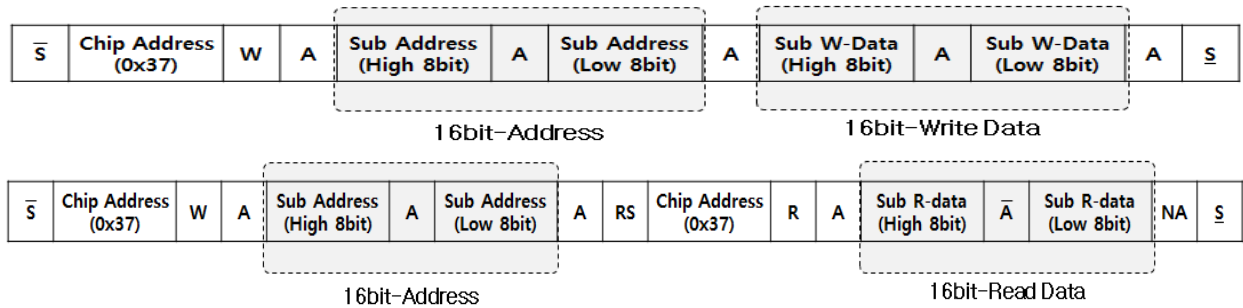 S̅ Chip Address (0x37) W A Sub Address (High 8bit) A Sub Address (Low 8bit) A Sub W-Data (High 8bit) A Sub W-Data (Low 8bit) A S̲
16bit-Address 16bit-Write Data
S̅ Chip Address (0x37) W A Sub Address (High 8bit) A Sub Address (Low 8bit) A RS Chip Address (0x37) R A Sub R-data (High 8bit) A̅ Sub R-data (Low 8bit) NA S̲
16bit-Address 16bit-Read Data